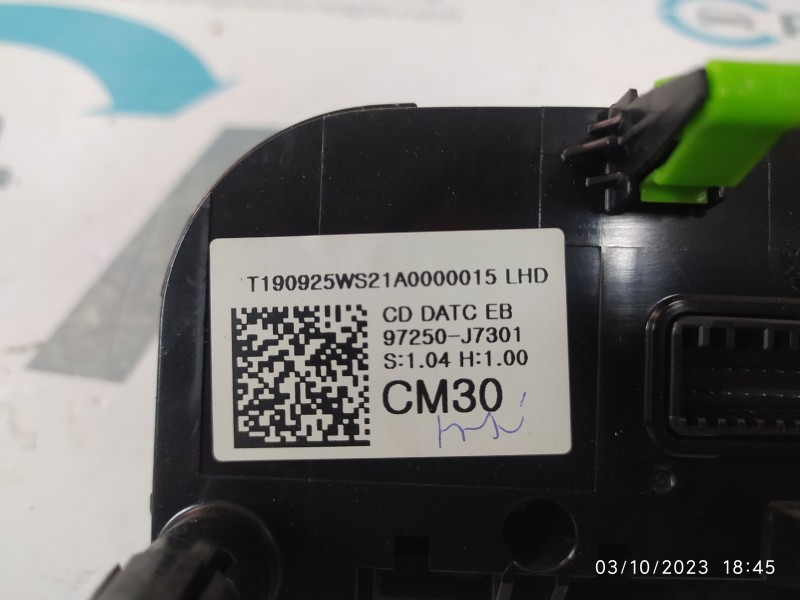 T190925WS21A0000015 LHD
CD DATC EB
97250-J7301
S:1.04 H:1.00
CM30
03/10/2023 18:45